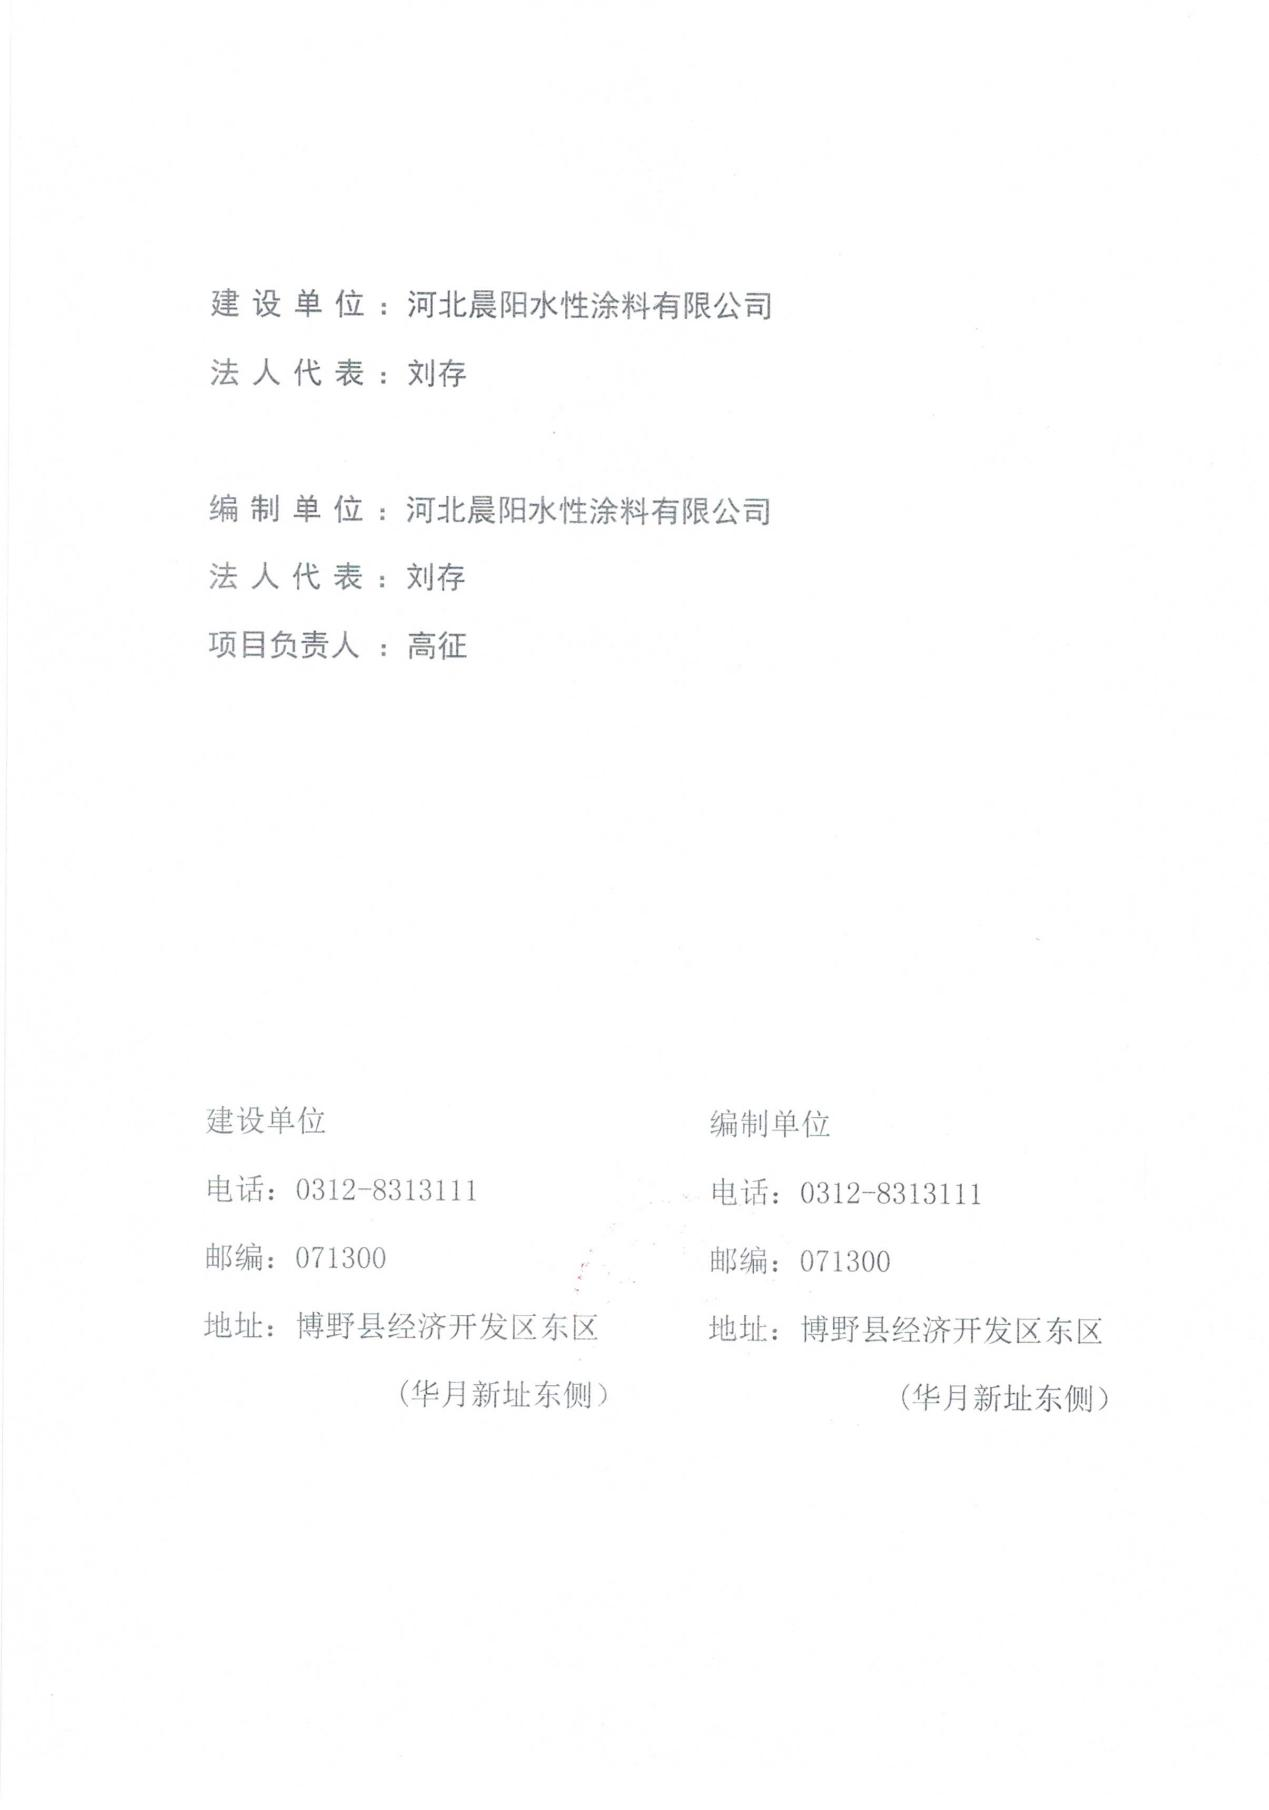 建设单位：河北晨阳水性涂料有限公司
法人代表：刘存
编制单位：河北晨阳水性涂料有限公司
法人代表：刘存
项目负责人：高征
建设单位
电话：0312-8313111
邮编：071300
地址：博野县经济开发区东区
（华月新址东侧）
编制单位
电话：0312-8313111
邮编：071300
地址：博野县经济开发区东区
（华月新址东侧）